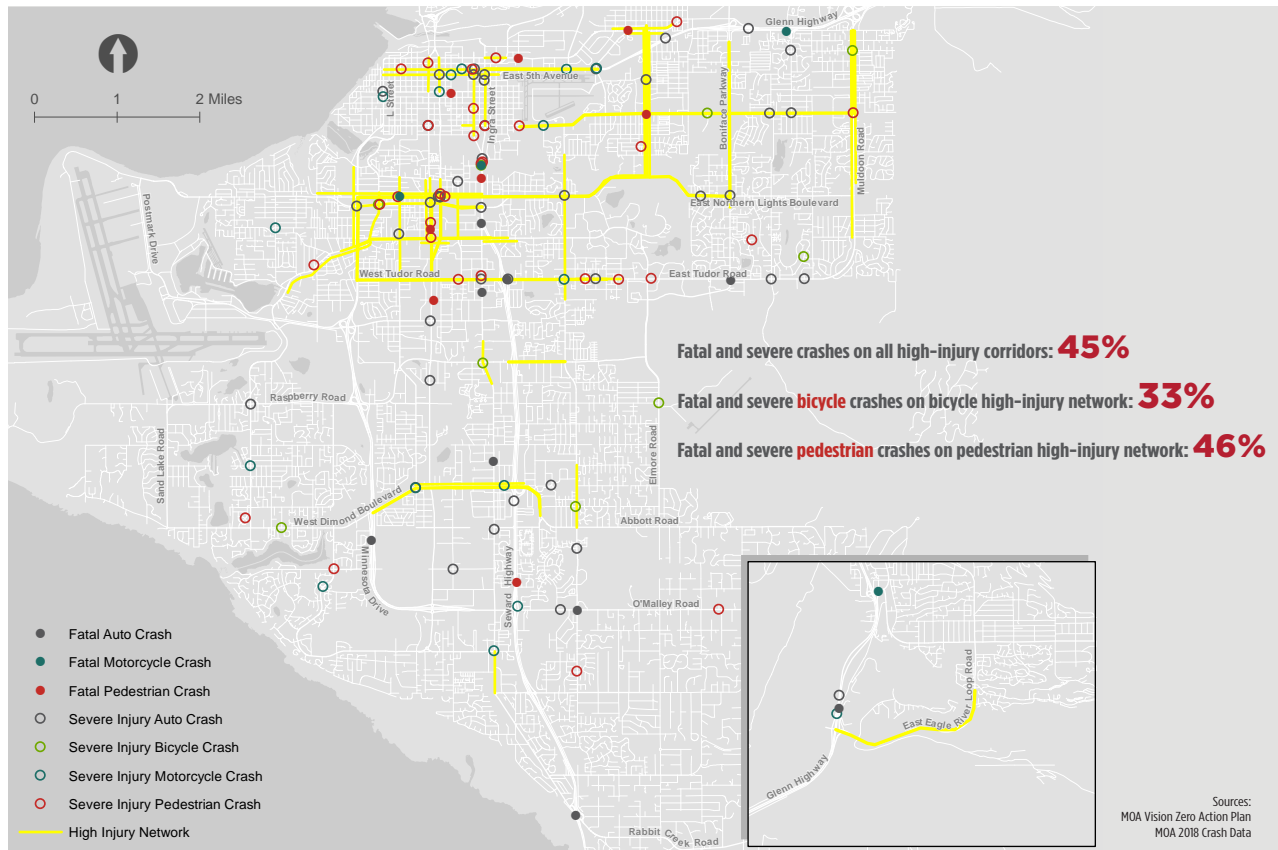 Glenn Highway
East 5th Avenue
L Street
Ingra Street
Boniface Parkway
Muldoon Road
0 1 2 Miles
Postmark Drive
East Northern Lights Boulevard
West Tudor Road
East Tudor Road
Fatal and severe crashes on all high-injury corridors: 45%
Fatal and severe bicycle crashes on bicycle high-injury network: 33%
Fatal and severe pedestrian crashes on pedestrian high-injury network: 46%
Raspberry Road
Sand Lake Road
Elmore Road
West Dimond Boulevard
Abbott Road
Minnesota Drive
Seward Highway
O'Malley Road
Rabbit Creek Road
Fatal Auto Crash
Fatal Motorcycle Crash
Fatal Pedestrian Crash
Severe Injury Auto Crash
Severe Injury Bicycle Crash
Severe Injury Motorcycle Crash
Severe Injury Pedestrian Crash
High Injury Network
East Eagle River Loop Road
Glenn Highway
Sources:
MOA Vision Zero Action Plan
MOA 2018 Crash Data